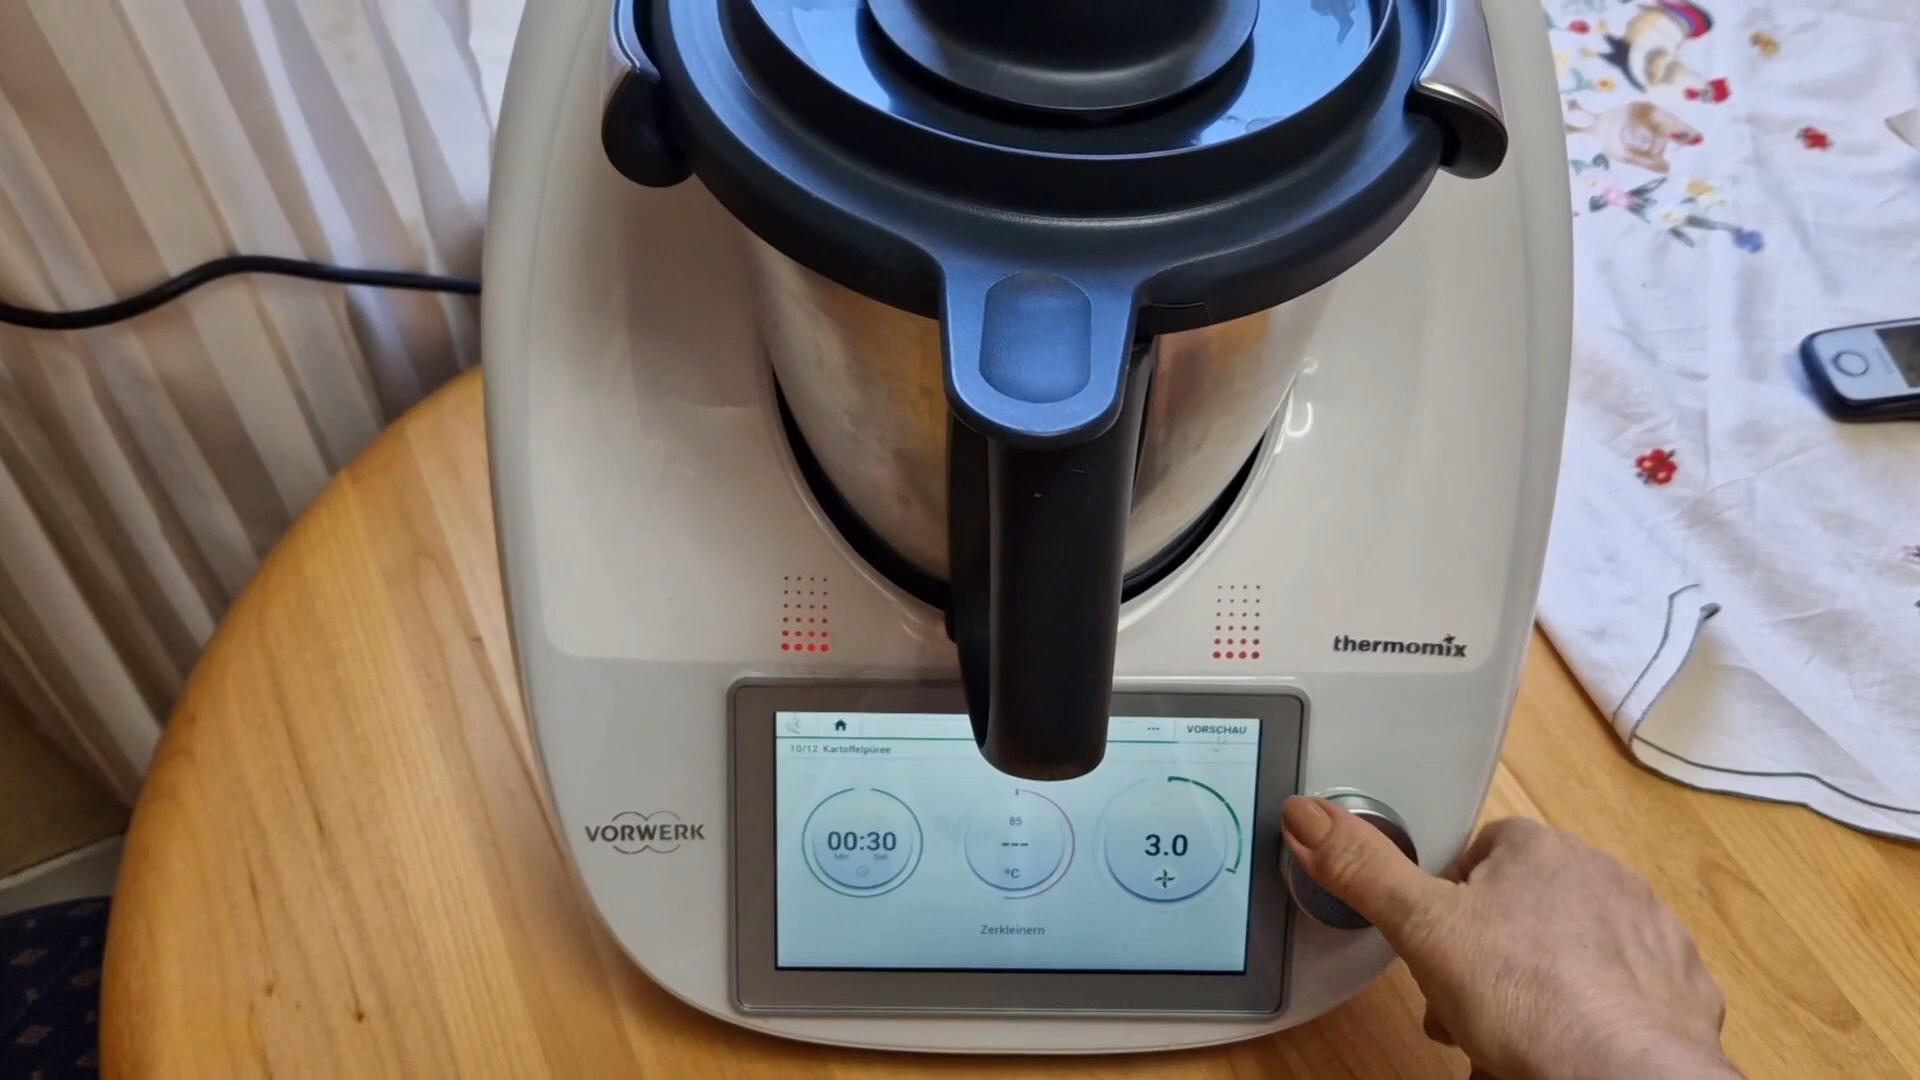 thermomix
VORWERK
... VORSCHAU
10/12 Kartoffelpüree
00:30
Min Sek
85
---
°C
3.0
Zerkleinern